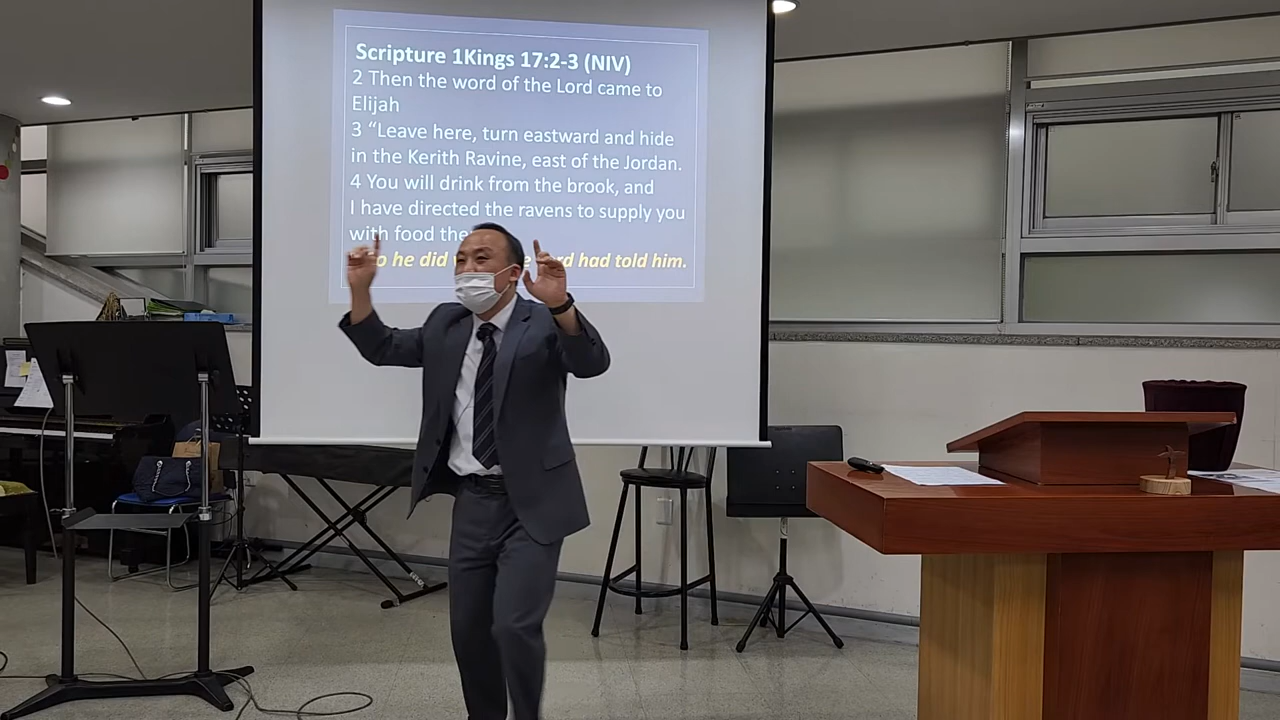 Scripture 1Kings 17:2-3 (NIV)
2 Then the word of the Lord came to
Elijah
3 “Leave here, turn eastward and hide
in the Kerith Ravine, east of the Jordan.
4 You will drink from the brook, and
I have directed the ravens to supply you
with food
he did had told him.